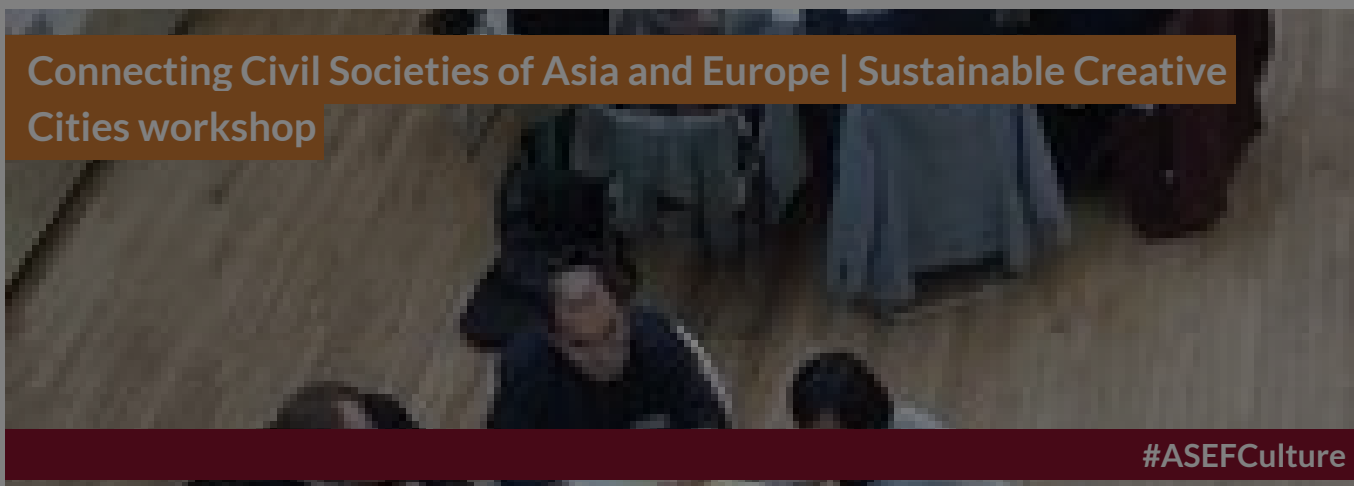 Connecting Civil Societies of Asia and Europe | Sustainable Creative
Cities workshop
#ASEFCulture